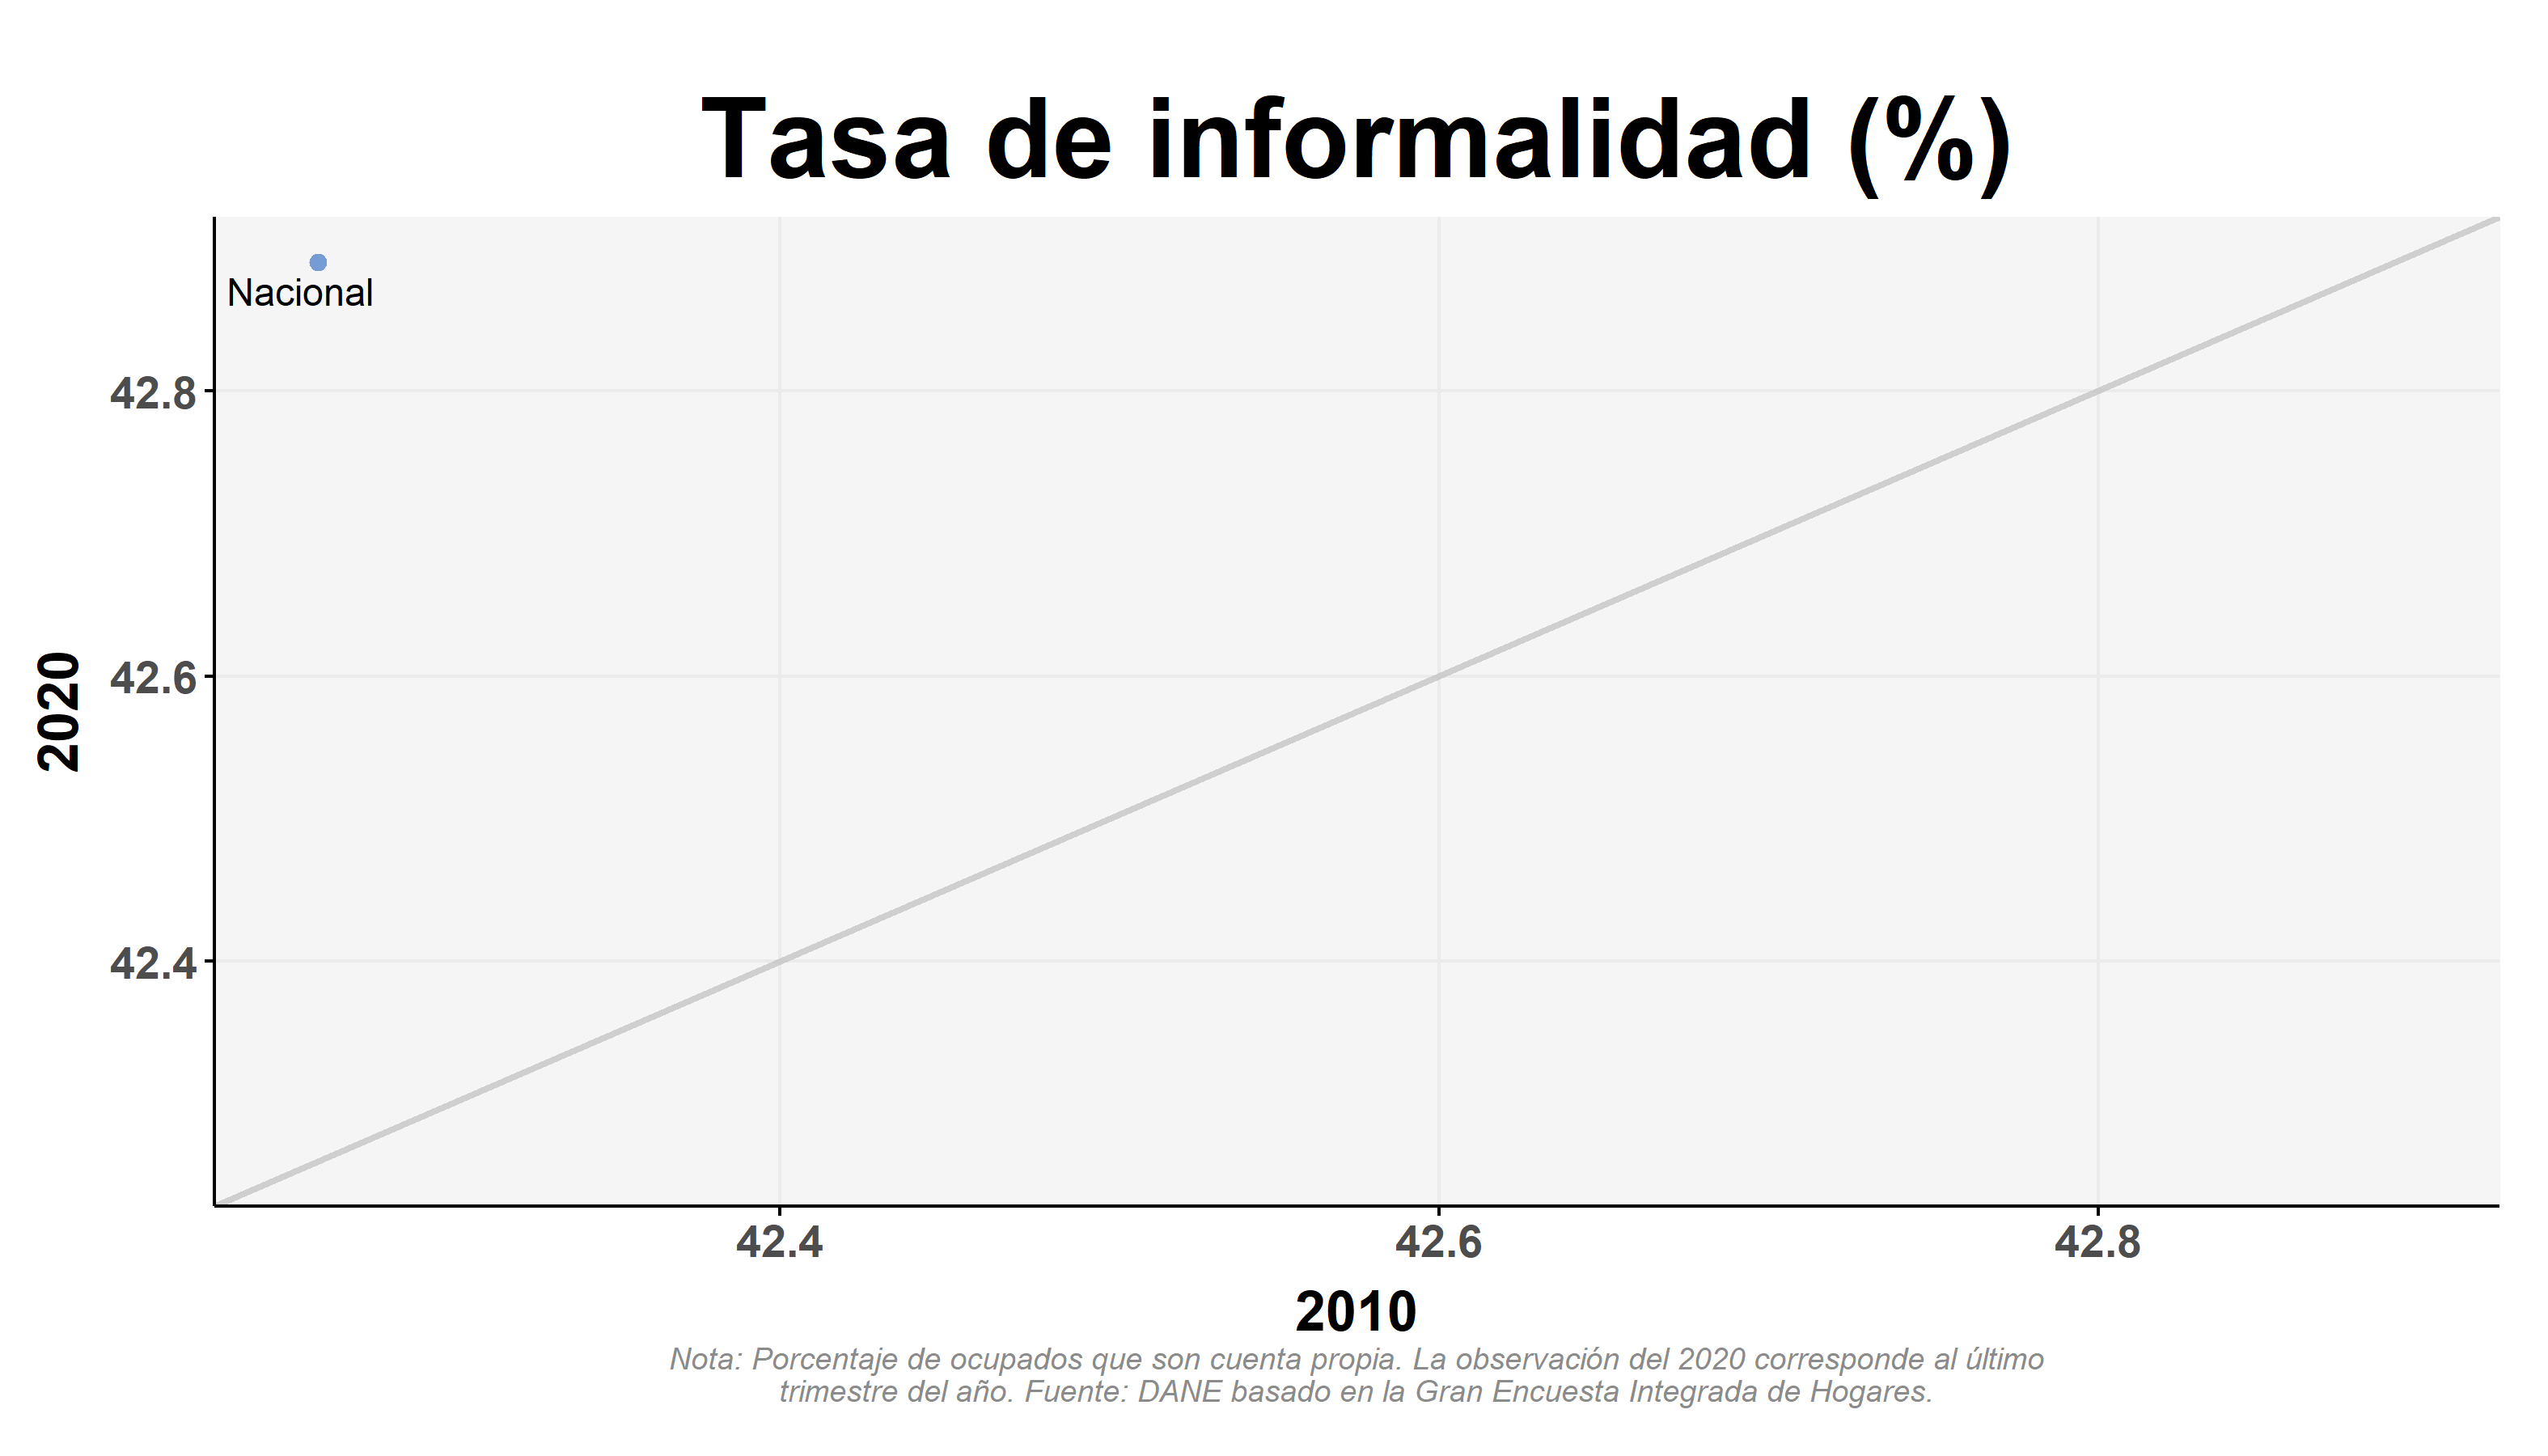 Tasa de informalidad (%)
Nacional
42.8
42.6
42.4
2020
42.4
42.6
42.8
2010
Nota: Porcentaje de ocupados que son cuenta propia. La observación del 2020 corresponde al último
trimestre del año. Fuente: DANE basado en la Gran Encuesta Integrada de Hogares.